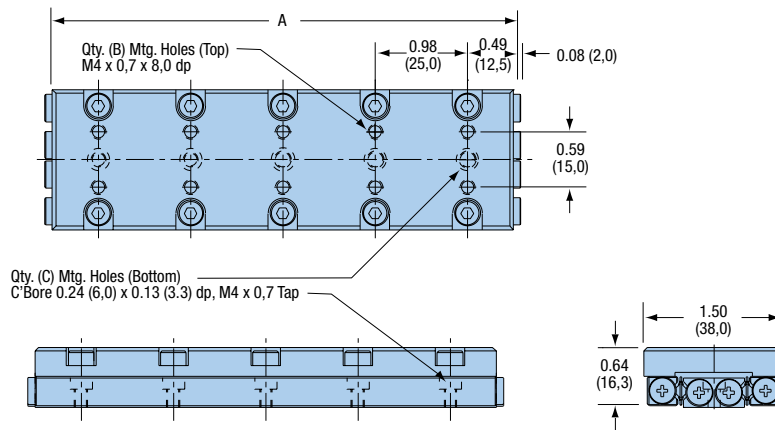 A
Qty. (B) Mtg. Holes (Top)
M4 x 0,7 x 8,0 dp
0.98
(25,0)
0.49
(12,5)
0.08 (2,0)
0.59
(15,0)
Qty. (C) Mtg. Holes (Bottom)
C'Bore 0.24 (6,0) x 0.13 (3.3) dp, M4 x 0,7 Tap
1.50
(38,0)
0.64
(16,3)